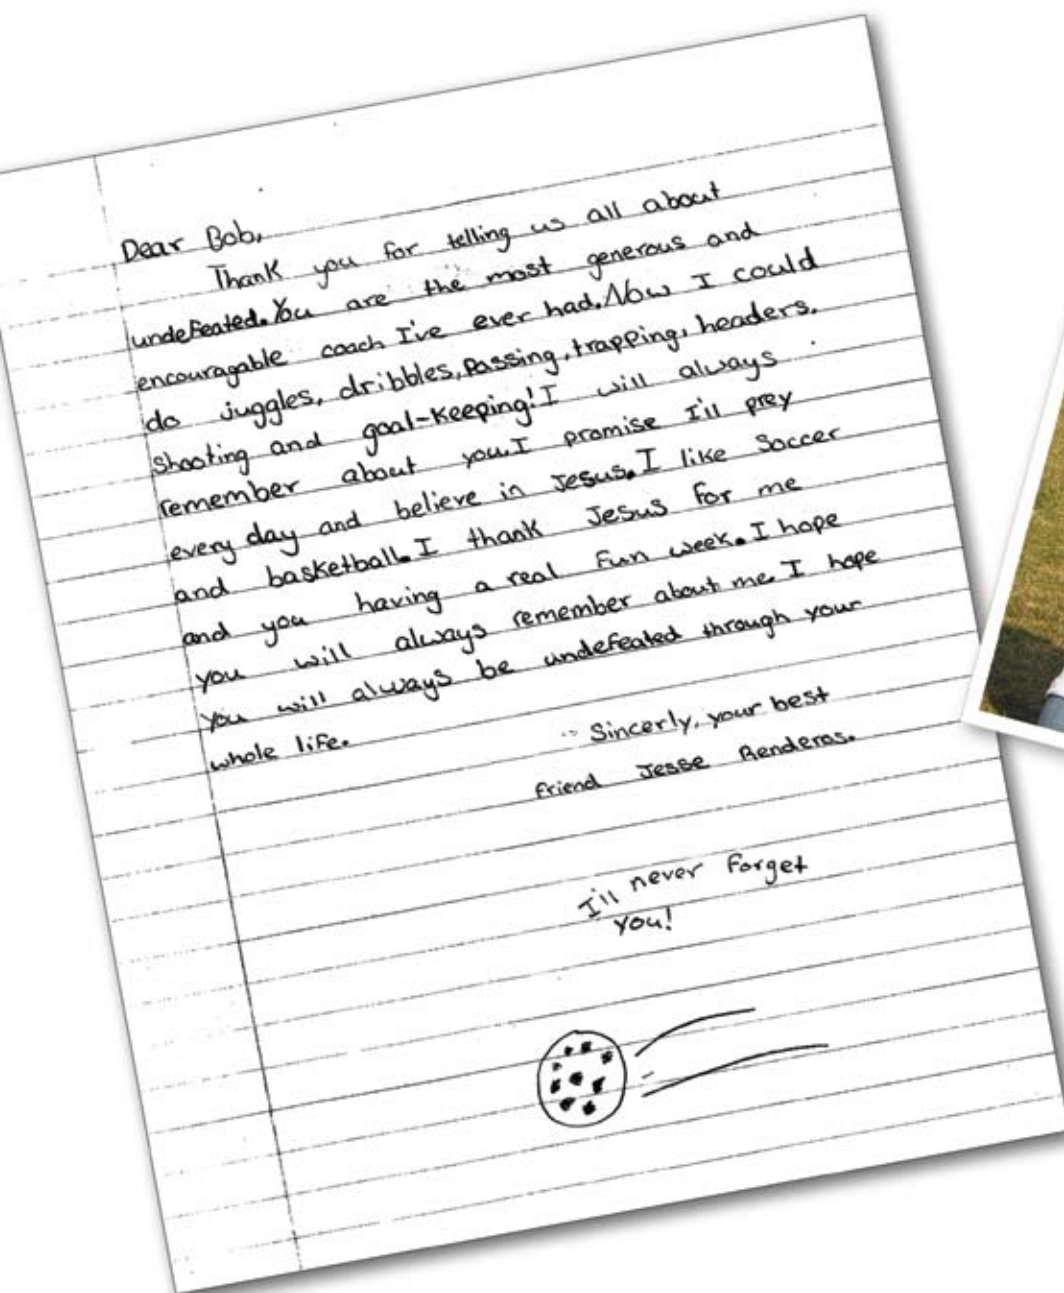 Dear Bob,
Thank you for telling us all about
undefeated. You are the most generous and
encouragable coach I've ever had. Now I could
do juggles, dribbles, passing, trapping, headers,
shooting and goal-keeping! I will always
remember about you. I promise I'll prey
every day and believe in Jesus. I like Soccer
and basketball. I thank Jesus for me
and you having a real fun week. I hope
you will always remember about me. I hope
you will always be undefeated through your
whole life.
Sincerly, your best
friend Jesse Renderos.
I'll never forget
you!